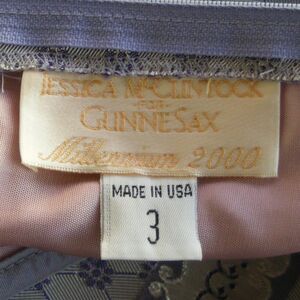 JESSICA McCLINTOCK
FOR
GUNNE SAX
Millennium 2000
MADE IN USA
3